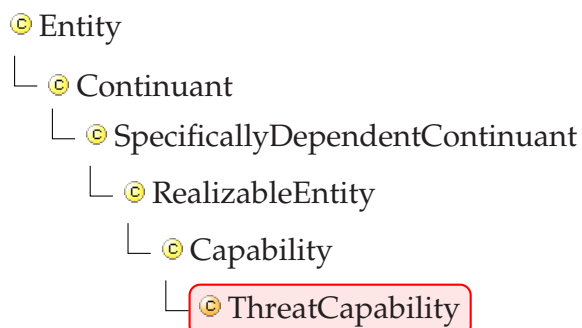 Entity
Continuant
SpecificallyDependentContinuant
RealizableEntity
Capability
ThreatCapability